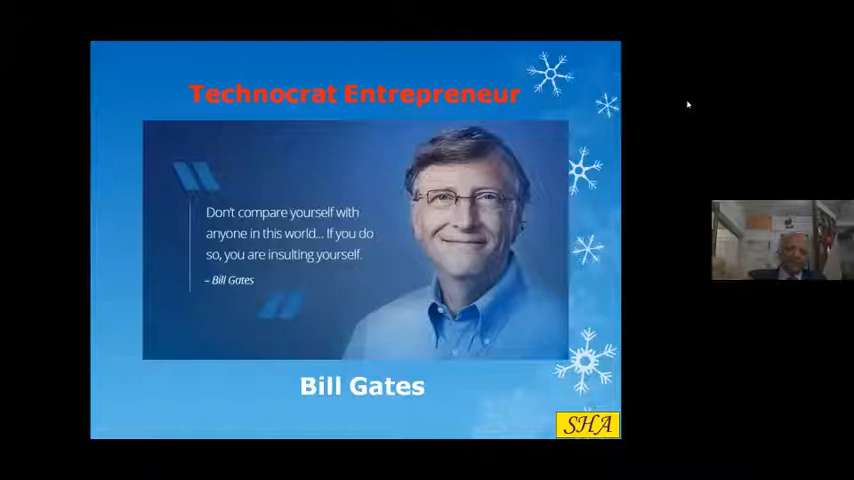 Technocrat Entrepreneur
Don't compare yourself with
anyone in this world... If you do
so, you are insulting yourself.
– Bill Gates
Bill Gates
SHA